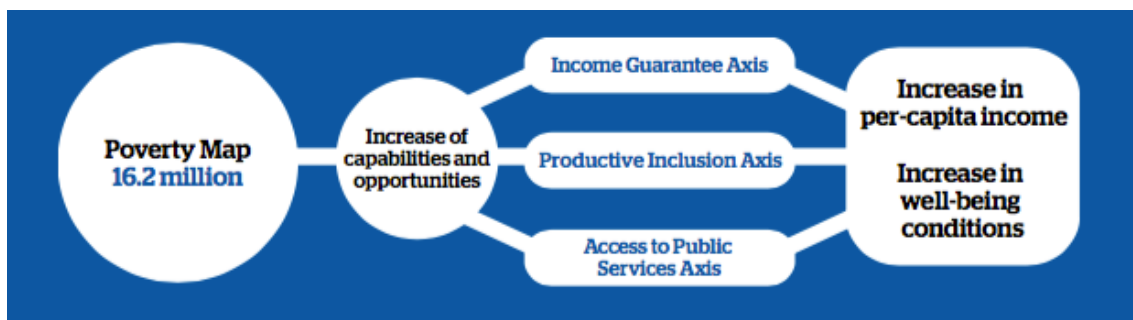 Poverty Map
16.2 million
Increase of
capabilities and
opportunities
Income Guarantee Axis
Productive Inclusion Axis
Access to Public
Services Axis
Increase in
per-capita income
Increase in
well-being
conditions